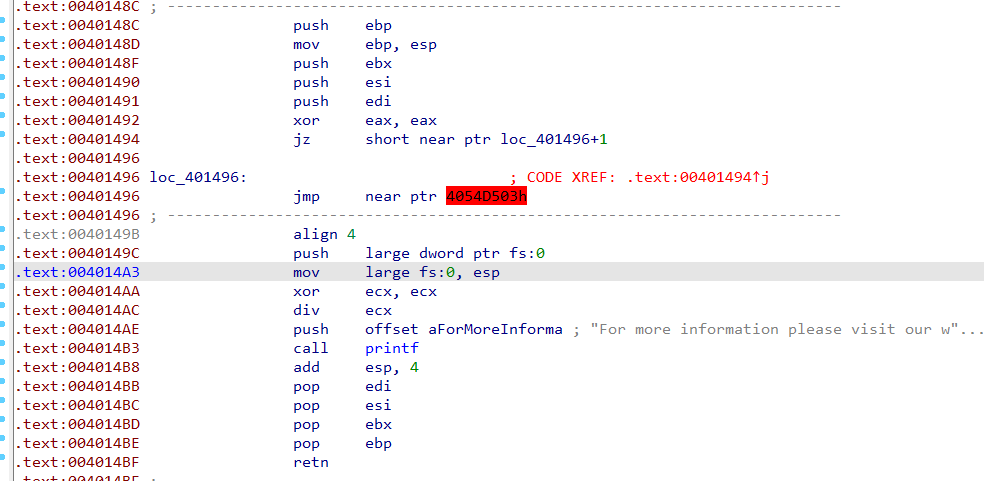 .text:0040148C ; ---------------------------------------------------------------------------
.text:0040148C push ebp
.text:0040148D mov ebp, esp
.text:0040148F push ebx
.text:00401490 push esi
.text:00401491 push edi
.text:00401492 xor eax, eax
.text:00401494 jz short near ptr loc_401496+1
.text:00401496
.text:00401496 loc_401496: ; CODE XREF: .text:00401494↑j
.text:00401496 jmp near ptr 4054D503h
.text:00401496 ; ---------------------------------------------------------------------------
.text:0040149B align 4
.text:0040149C push large dword ptr fs:0
.text:004014A3 mov large fs:0, esp
.text:004014AA xor ecx, ecx
.text:004014AC div ecx
.text:004014AE push offset aForMoreInforma ; "For more information please visit our w"...
.text:004014B3 call printf
.text:004014B8 add esp, 4
.text:004014BB pop edi
.text:004014BC pop esi
.text:004014BD pop ebx
.text:004014BE pop ebp
.text:004014BF retn